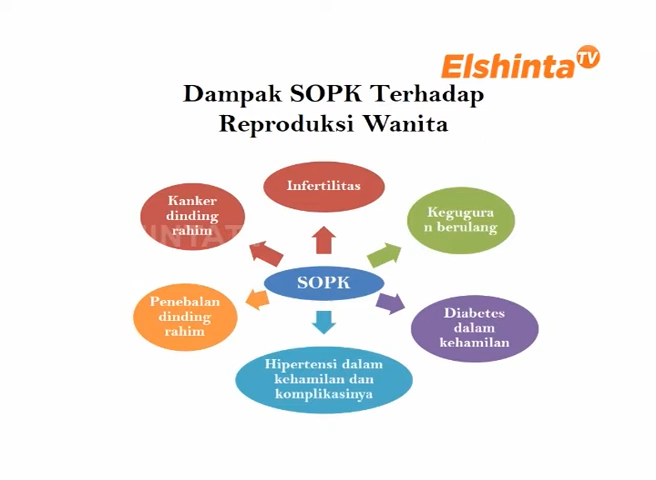 Elshinta TV
Dampak SOPK Terhadap
Reproduksi Wanita
Infertilitas
Kanker
dinding
rahim
Kegugura
n berulang
SOPK
Penebalan
dinding
rahim
Diabetes
dalam
kehamilan
Hipertensi dalam
kehamilan dan
komplikasinya